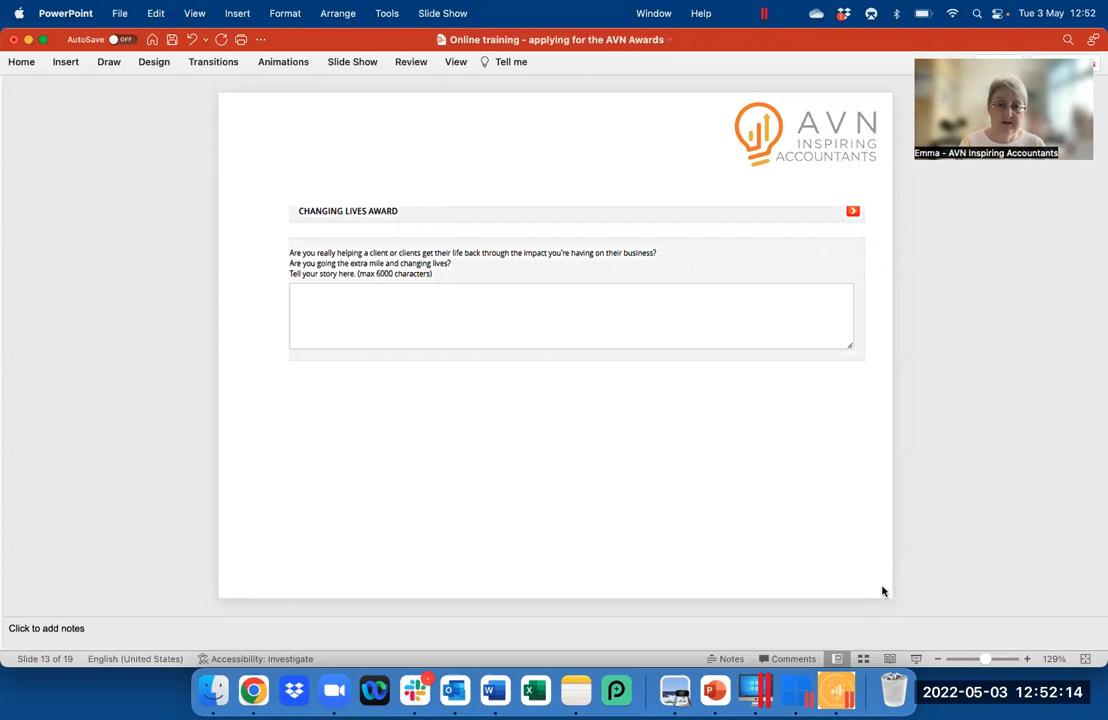 PowerPoint File Edit View Insert Format Arrange Tools Slide Show Window Help Tue 3 May 12:52
AutoSave OFF Online training - applying for the AVN Awards
Home Insert Draw Design Transitions Animations Slide Show Review View Tell me
AVN
INSPIRING
ACCOUNTANTS
Emma - AVN Inspiring Accountants
CHANGING LIVES AWARD
Are you really helping a client or clients get their life back through the impact you're having on their business?
Are you going the extra mile and changing lives?
Tell your story here. (max 6000 characters)
Click to add notes
Slide 13 of 19 English (United States) Accessibility: Investigate Notes Comments 129%
2022-05-03 12:52:14